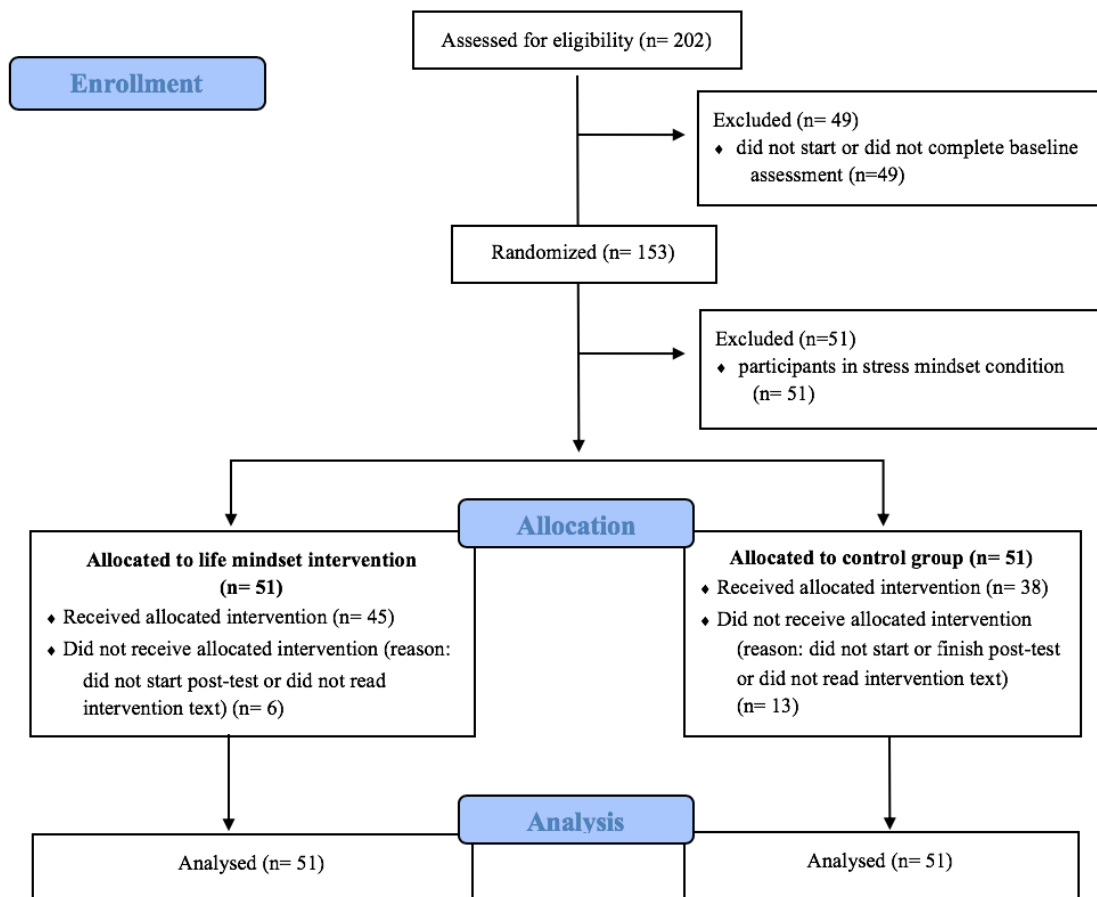 Assessed for eligibility (n= 202)
Enrollment
Excluded (n= 49)
♦ did not start or did not complete baseline
assessment (n=49)
Randomized (n= 153)
Excluded (n=51)
♦ participants in stress mindset condition
(n= 51)
Allocation
Allocated to life mindset intervention
(n= 51)
♦ Received allocated intervention (n= 45)
♦ Did not receive allocated intervention (reason:
did not start post-test or did not read
intervention text) (n= 6)
Allocated to control group (n= 51)
♦ Received allocated intervention (n= 38)
♦ Did not receive allocated intervention
(reason: did not start or finish post-test
or did not read intervention text)
(n= 13)
Analysis
Analysed (n= 51)
Analysed (n= 51)